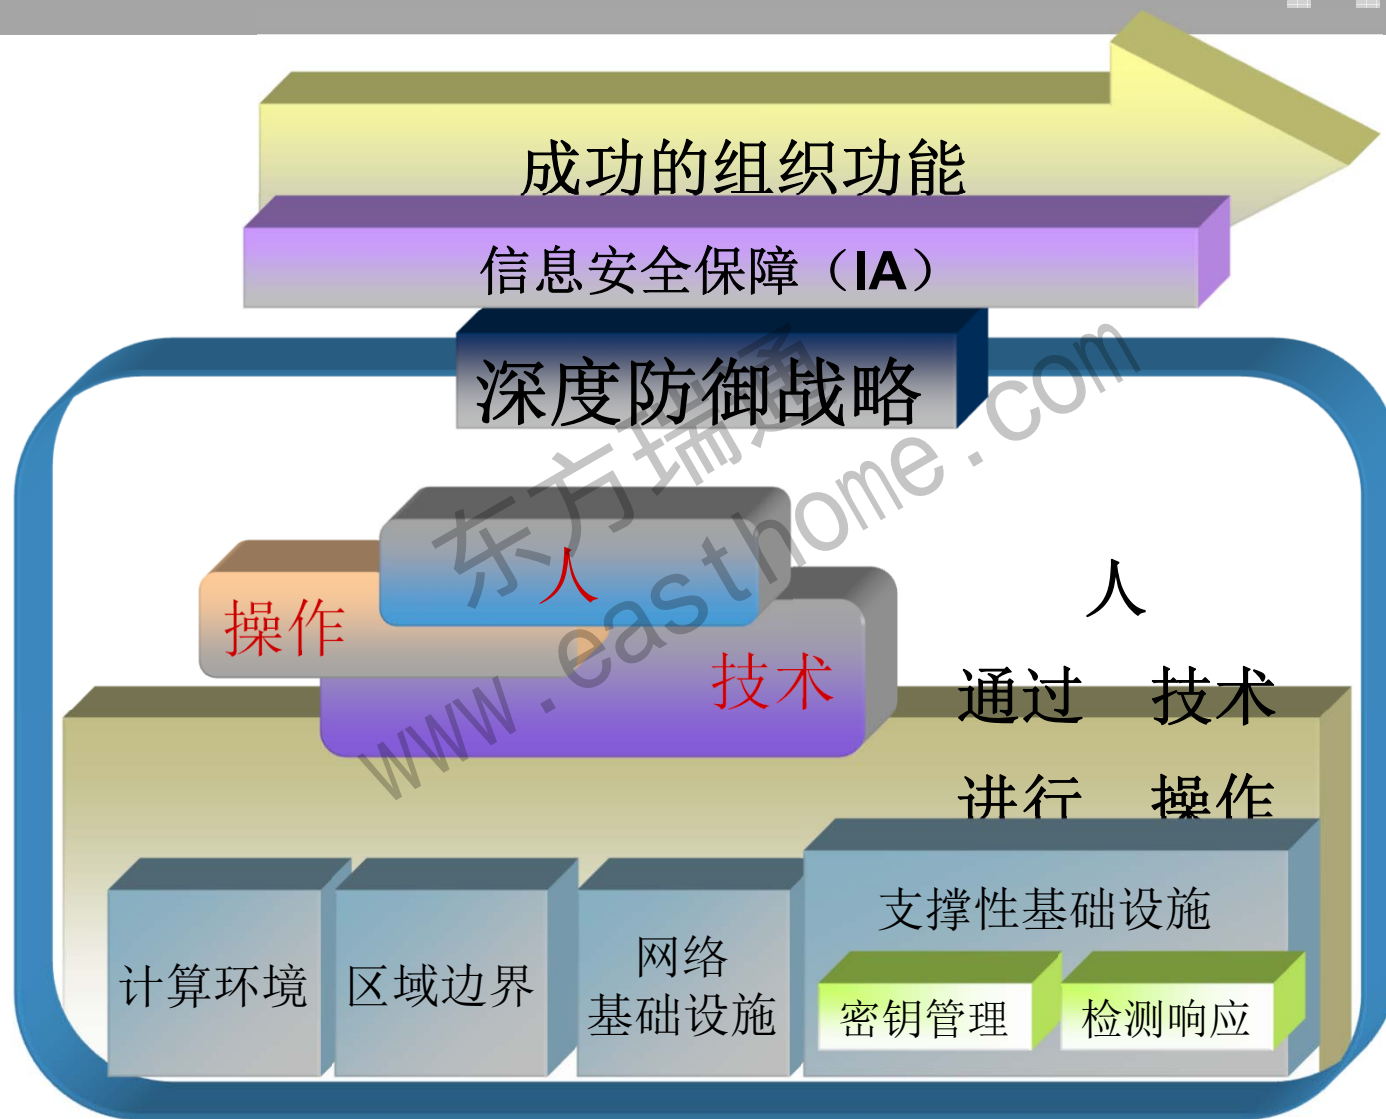 成功的组织功能
信息安全保障（IA）
深度防御战略
人
操作
技术
人
通过 技术
进行 操作
计算环境
区域边界
网络
基础设施
支撑性基础设施
密钥管理
检测响应
东方瑞通
www.easthome.com